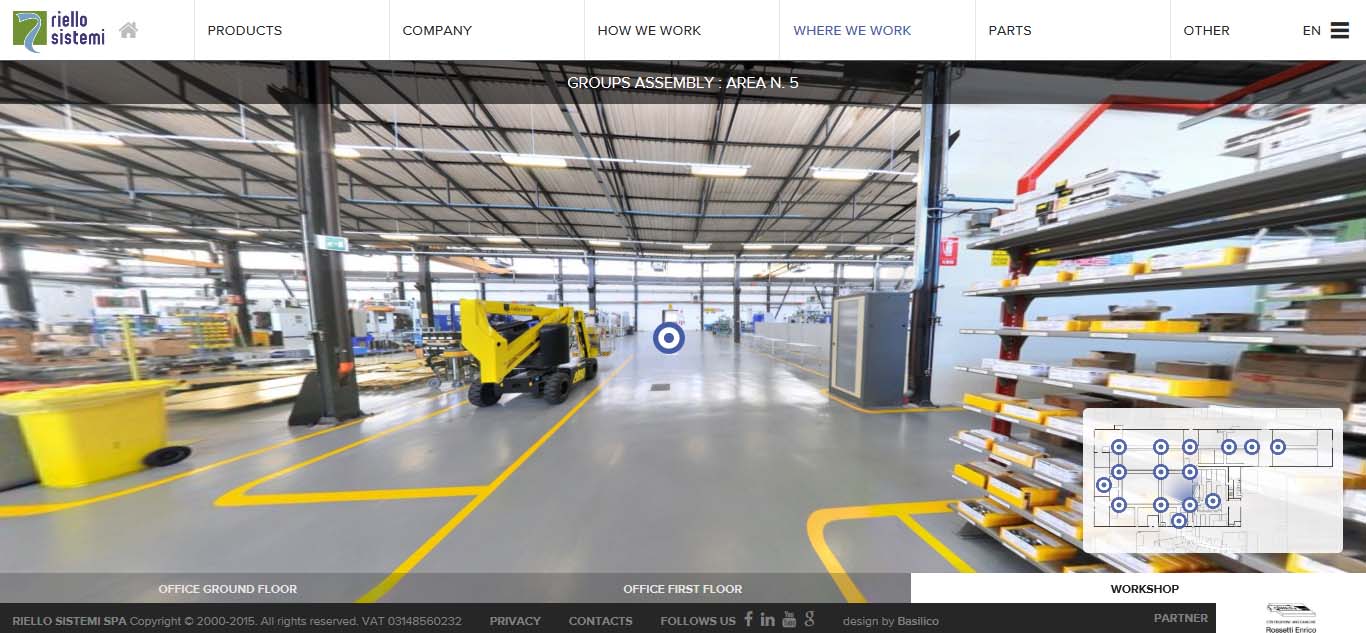 riello
sistemi
PRODUCTS
COMPANY
HOW WE WORK
WHERE WE WORK
PARTS
OTHER
EN
GROUPS ASSEMBLY : AREA N. 5
OFFICE GROUND FLOOR
OFFICE FIRST FLOOR
WORKSHOP
RIELLO SISTEMI SPA Copyright © 2000-2015. All rights reserved. VAT 03148560232
PRIVACY
CONTACTS
FOLLOWS US
design by Basilico
PARTNER
Rossetti Enrico